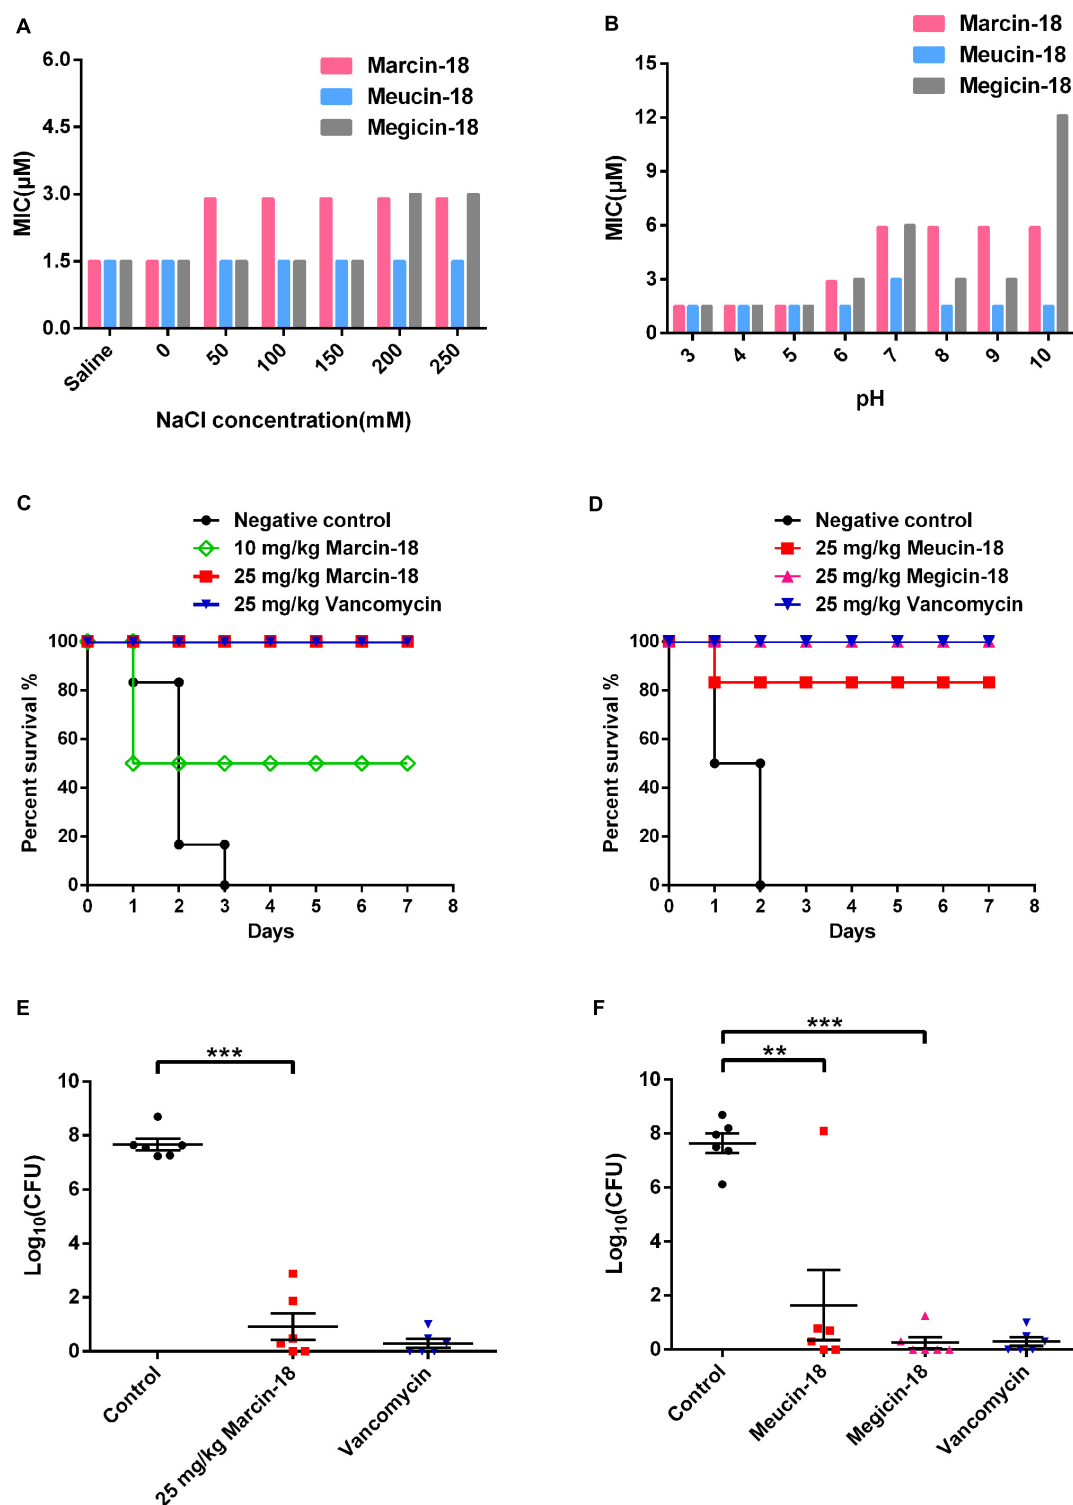 A
Marcin-18
Meucin-18
Megicin-18
MIC(μM)
6.0
4.5
3.0
1.5
0.0
Saline 0 50 100 150 200 250
NaCl concentration(mM)
B
Marcin-18
Meucin-18
Megicin-18
MIC(μM)
15
12
9
6
3
0
3 4 5 6 7 8 9 10
pH
C
Negative control
10 mg/kg Marcin-18
25 mg/kg Marcin-18
25 mg/kg Vancomycin
Percent survival %
100
80
60
40
20
0
0 1 2 3 4 5 6 7 8
Days
D
Negative control
25 mg/kg Meucin-18
25 mg/kg Megicin-18
25 mg/kg Vancomycin
Percent survival %
100
80
60
40
20
0
0 1 2 3 4 5 6 7 8
Days
E
***
Log10(CFU)
10
8
6
4
2
0
Control 25 mg/kg Marcin-18 Vancomycin
F
***
**
Log10(CFU)
10
8
6
4
2
0
Control Meucin-18 Megicin-18 Vancomycin